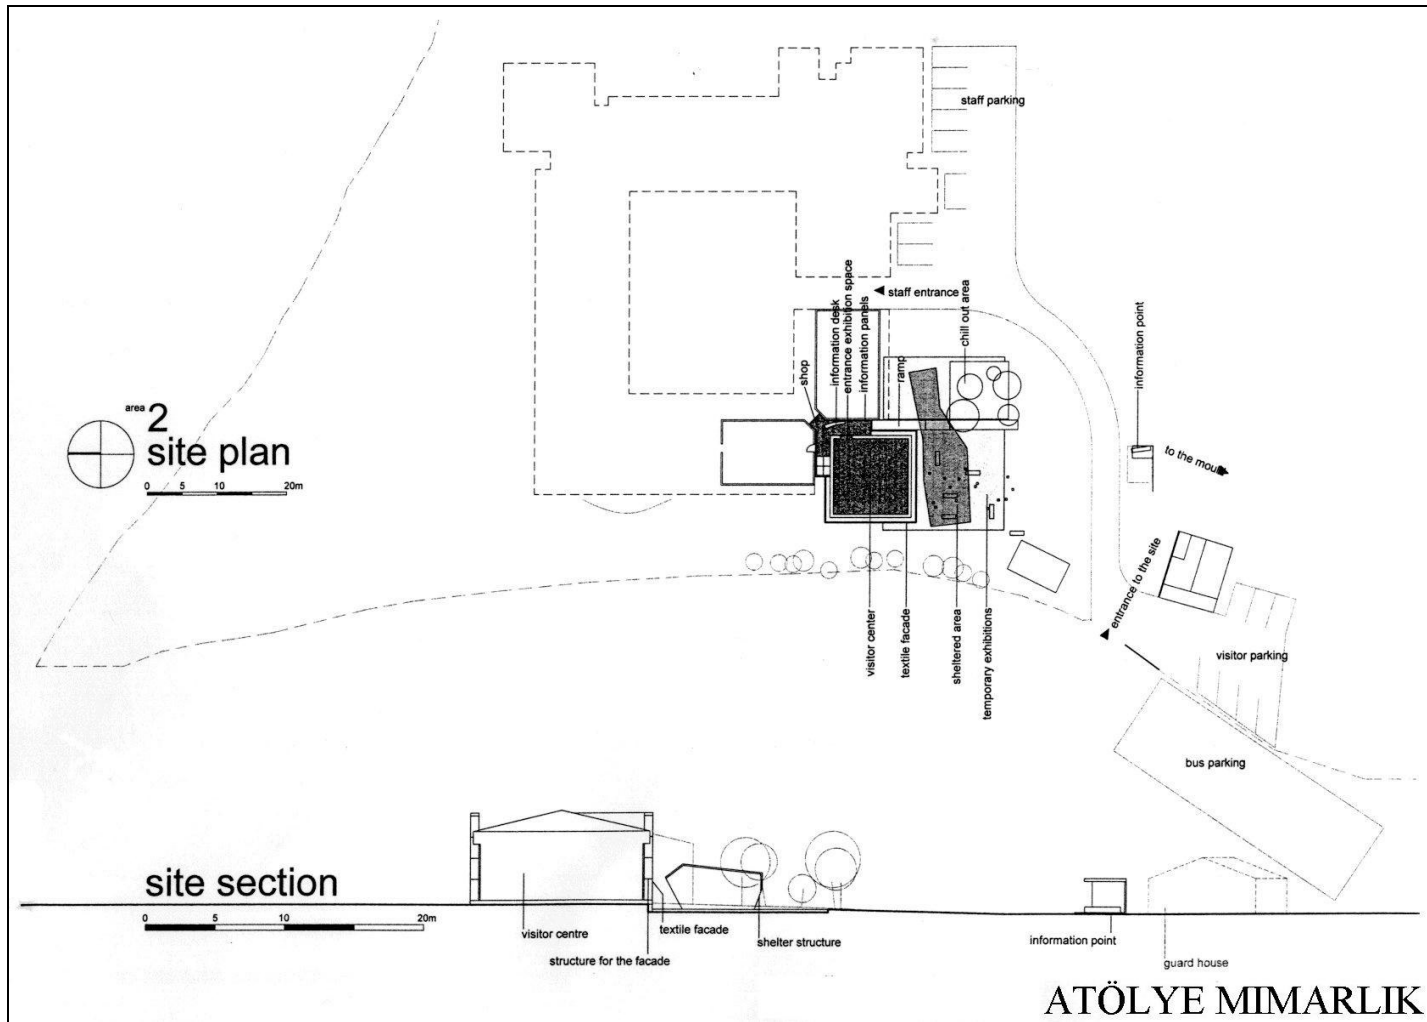 staff parking
staff entrance
information desk
entrance exhibition space
information panels
chill out area
shop
ramp
information point
to the mou
area 2
site plan
0 5 10 20m
entrance to the site
visitor center
textile facade
sheltered area
temporary exhibitions
visitor parking
bus parking
site section
0 5 10 20m
visitor centre
textile facade
shelter structure
structure for the facade
information point
guard house
ATÖLYE MIMARLIK